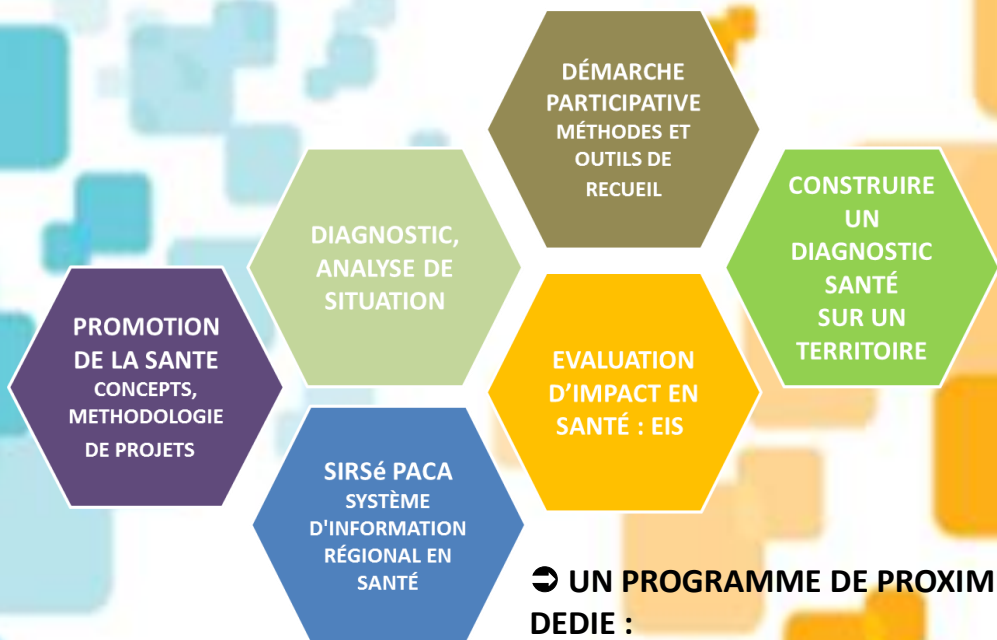 DÉMARCHE
PARTICIPATIVE
MÉTHODES ET
OUTILS DE
RECUEIL
CONSTRUIRE
UN
DIAGNOSTIC
SANTÉ
SUR UN
TERRITOIRE
DIAGNOSTIC,
ANALYSE DE
SITUATION
PROMOTION
DE LA SANTE
CONCEPTS,
METHODOLOGIE
DE PROJETS
EVALUATION
D’IMPACT EN
SANTÉ : EIS
SIRSé PACA
SYSTÈME
D'INFORMATION
RÉGIONAL EN
SANTÉ
➲ UN PROGRAMME DE PROXIM
DEDIE :